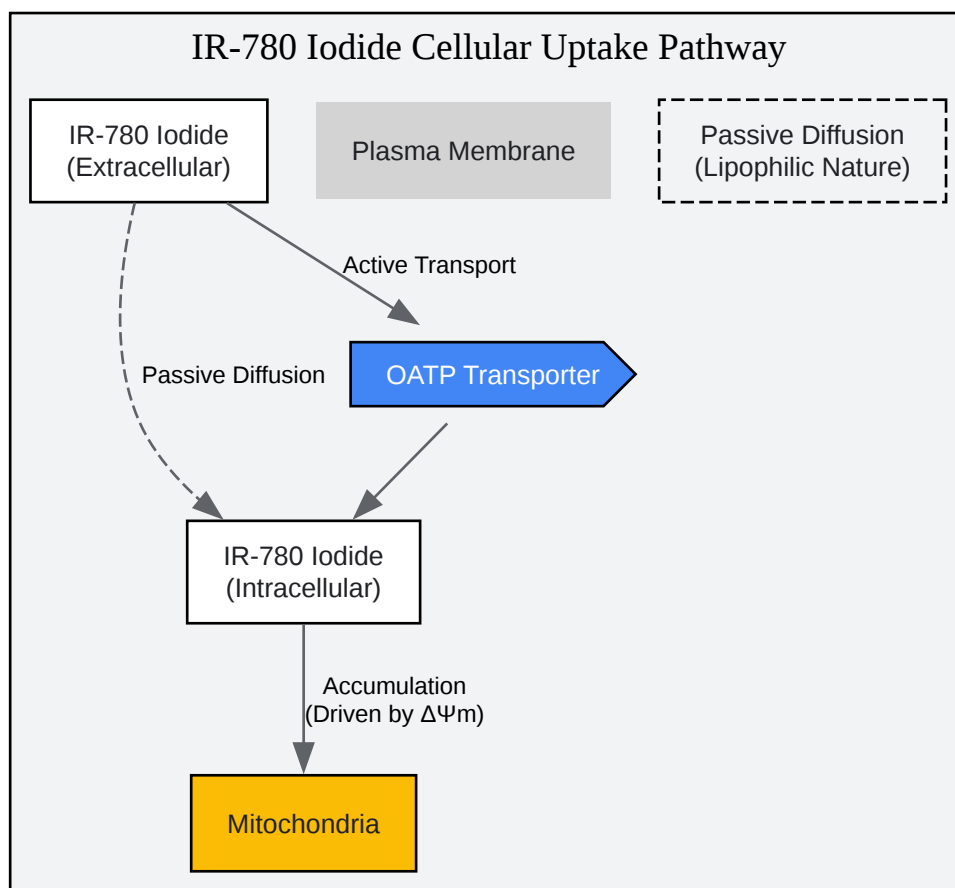 IR-780 Iodide Cellular Uptake Pathway
IR-780 Iodide
(Extracellular)
Plasma Membrane
Passive Diffusion
(Lipophilic Nature)
Active Transport
Passive Diffusion
OATP Transporter
IR-780 Iodide
(Intracellular)
Accumulation
(Driven by ΔΨm)
Mitochondria